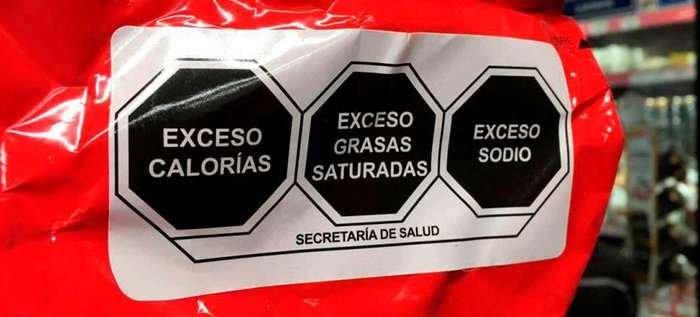 EXCESO
CALORÍAS
EXCESO
GRASAS
SATURADAS
EXCESO
SODIO
SECRETARÍA DE SALUD